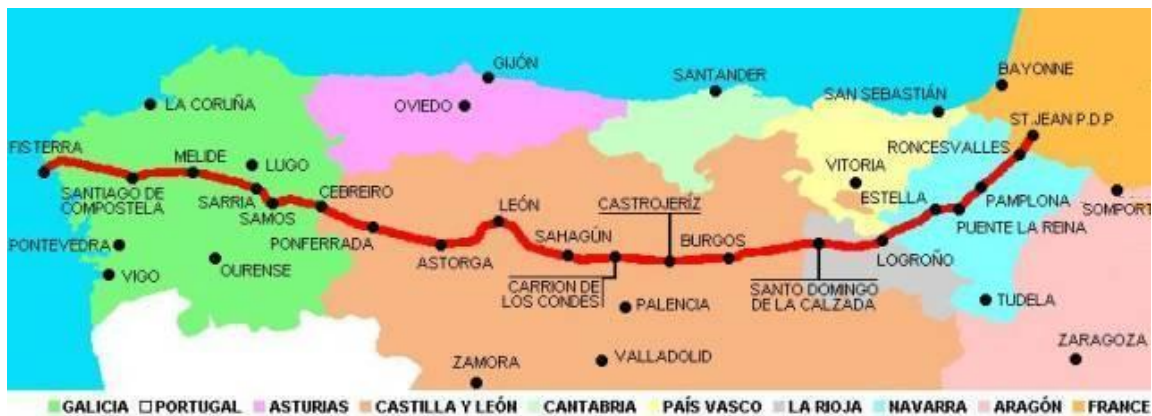 GIJÓN
BAYONNE
SANTANDER
LA CORUÑA
OVIEDO
SAN SEBASTIÁN
ST.JEAN P.D.P
FISTERRA
MELIDE
LUGO
RONCESVALLES
VITORIA
SANTIAGO DE
COMPOSTELA
SARRIA
SAMOS
CEBREIRO
LEÓN
CASTROJERÍZ
ESTELLA
PAMPLONA
SOMPORT
PUENTE LA REINA
PONTEVEDRA
PONFERRADA
SAHAGÚN
BURGOS
LOGROÑO
VIGO
OURENSE
ASTORGA
CARRION DE
LOS CONDES
SANTO DOMINGO
DE LA CALZADA
PALENCIA
TUDELA
ZAMORA
VALLADOLID
ZARAGOZA
GALICIA PORTUGAL ASTURIAS CASTILLA Y LEÓN CANTABRIA PAÍS VASCO LA RIOJA NAVARRA ARAGÓN FRANCE